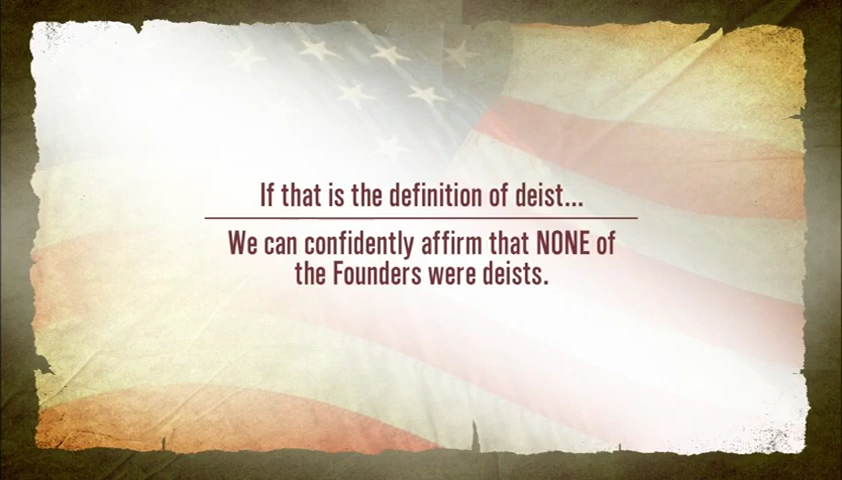 If that is the definition of deist...
We can confidently affirm that NONE of
the Founders were deists.